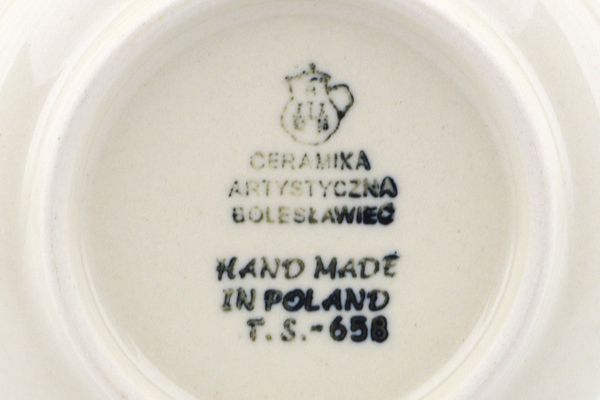 CERAMIKA
ARTYSTYCZNA
BOLESŁAWIEC
HAND MADE
IN POLAND
T. S.-658